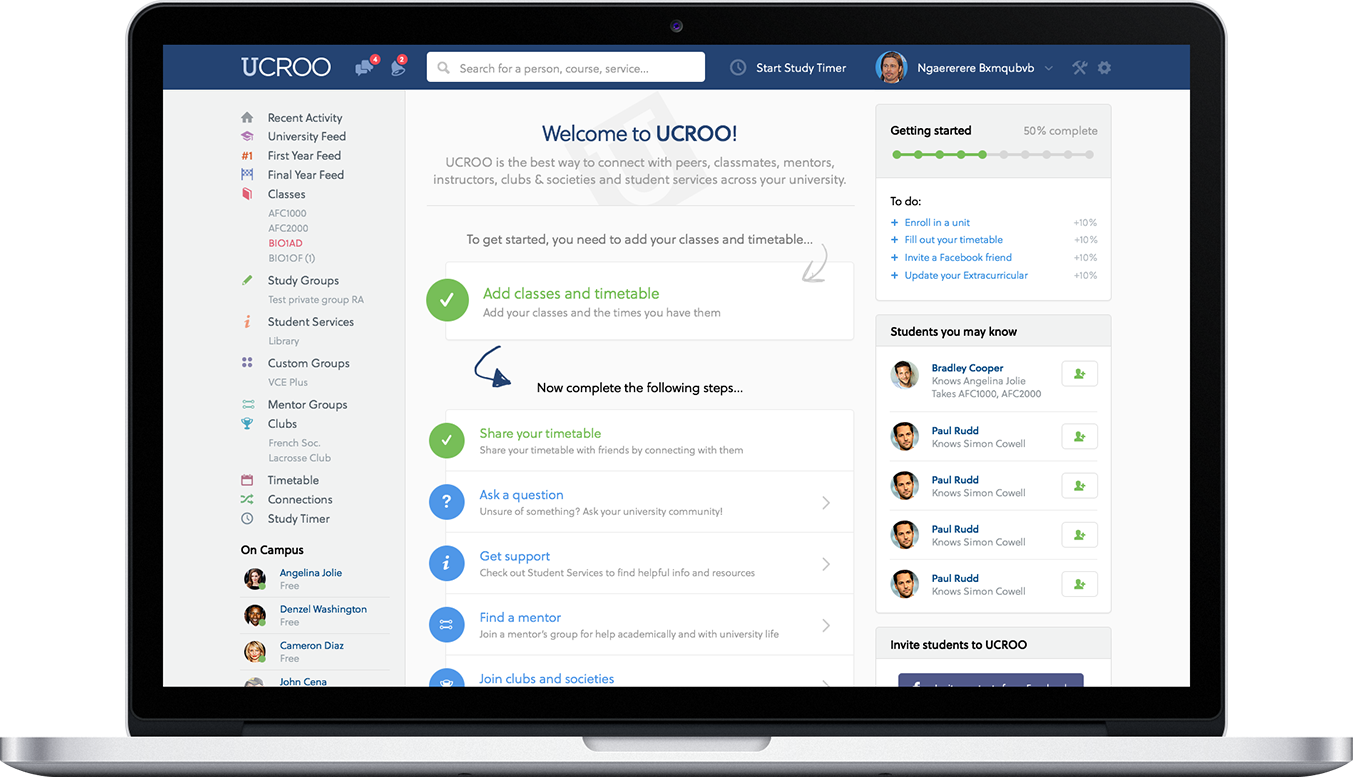 UCROO
4
2
Search for a person, course, service...
Start Study Timer
Ngaererere Bxmqubvb
Recent Activity
University Feed
#1 First Year Feed
Final Year Feed
Classes
AFC1000
AFC2000
BIO1AD
BIO1OF (1)
Study Groups
Test private group RA
Student Services
Library
Custom Groups
VCE Plus
Mentor Groups
Clubs
French Soc.
Lacrosse Club
Timetable
Connections
Study Timer
On Campus
Angelina Jolie
Free
Denzel Washington
Free
Cameron Diaz
Free
John Cena
Welcome to UCROO!
UCROO is the best way to connect with peers, classmates, mentors,
instructors, clubs & societies and student services across your university.
To get started, you need to add your classes and timetable...
Add classes and timetable
Add your classes and the times you have them
Now complete the following steps...
Share your timetable
Share your timetable with friends by connecting with them
?
Ask a question
Unsure of something? Ask your university community!
i
Get support
Check out Student Services to find helpful info and resources
Find a mentor
Join a mentor's group for help academically and with university life
Join clubs and societies
Getting started 50% complete
To do:
+ Enroll in a unit +10%
+ Fill out your timetable +10%
+ Invite a Facebook friend +10%
+ Update your Extracurricular +10%
Students you may know
Bradley Cooper
Knows Angelina Jolie
Takes AFC1000, AFC2000
Paul Rudd
Knows Simon Cowell
Paul Rudd
Knows Simon Cowell
Paul Rudd
Knows Simon Cowell
Paul Rudd
Knows Simon Cowell
Invite students to UCROO